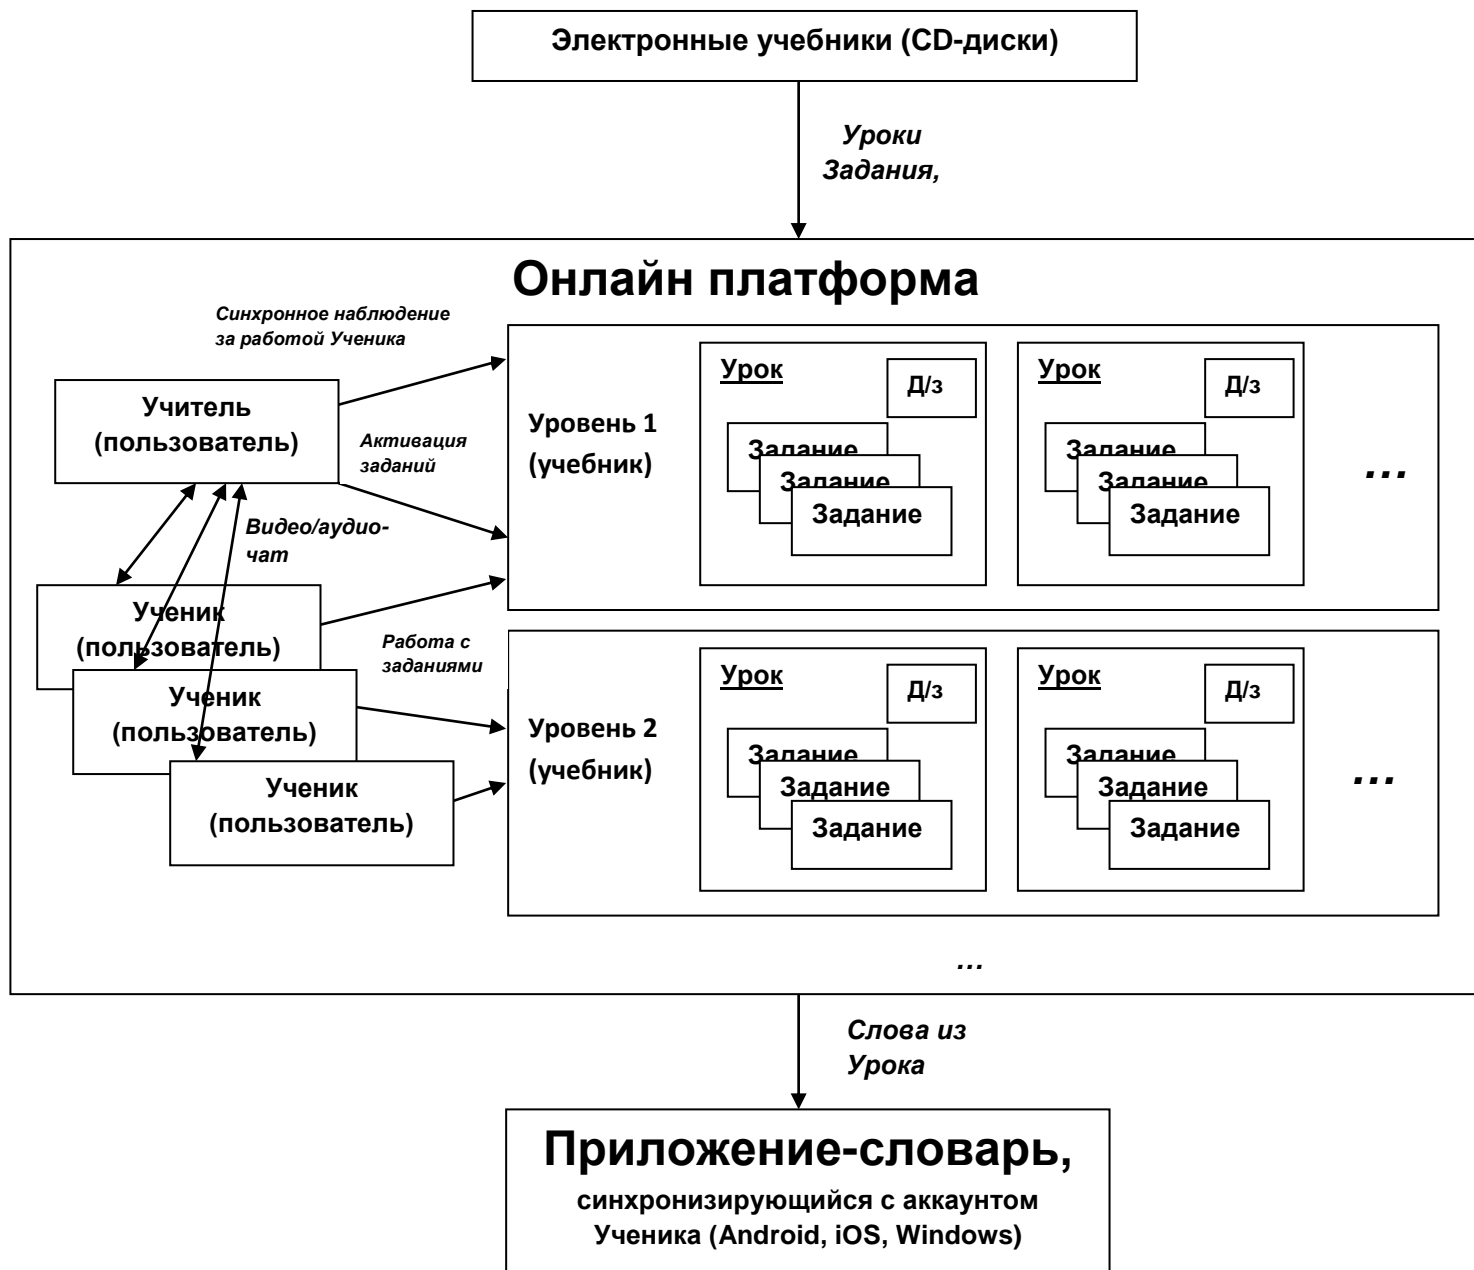 Электронные учебники (CD-диски)
Уроки
Задания,
Онлайн платформа
Синхронное наблюдение
за работой Ученика
Учитель
(пользователь)
Активация
заданий
Видео/аудио-
чат
Ученик
(пользователь)
Ученик
(пользователь)
Ученик
(пользователь)
Работа с
заданиями
Уровень 1
(учебник)
Урок
Д/з
Задание
Задание
Задание
Урок
Д/з
Задание
Задание
Задание
...
Уровень 2
(учебник)
Урок
Д/з
Задание
Задание
Задание
Урок
Д/з
Задание
Задание
Задание
...
...
Слова из
Урока
Приложение-словарь,
синхронизирующийся с аккаунтом
Ученика (Android, iOS, Windows)